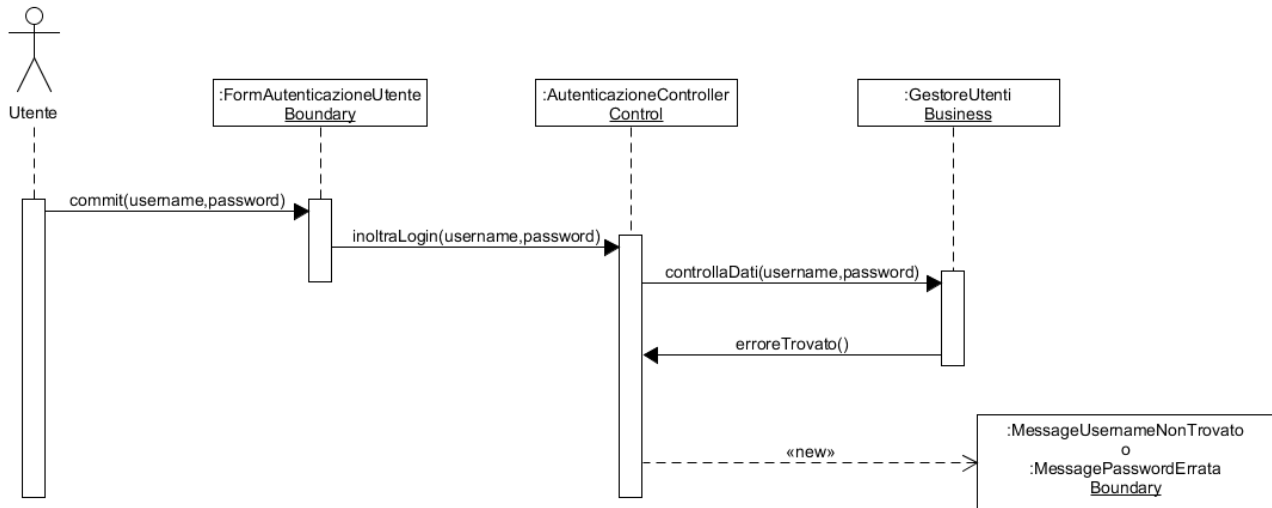 Utente
:FormAutenticazioneUtente
Boundary
:AutenticazioneController
Control
:GestoreUtenti
Business
commit(username,password)
inoltraLogin(username,password)
controllaDati(username,password)
erroreTrovato()
«new»
:MessageUsernameNonTrovato
o
:MessagePasswordErrata
Boundary